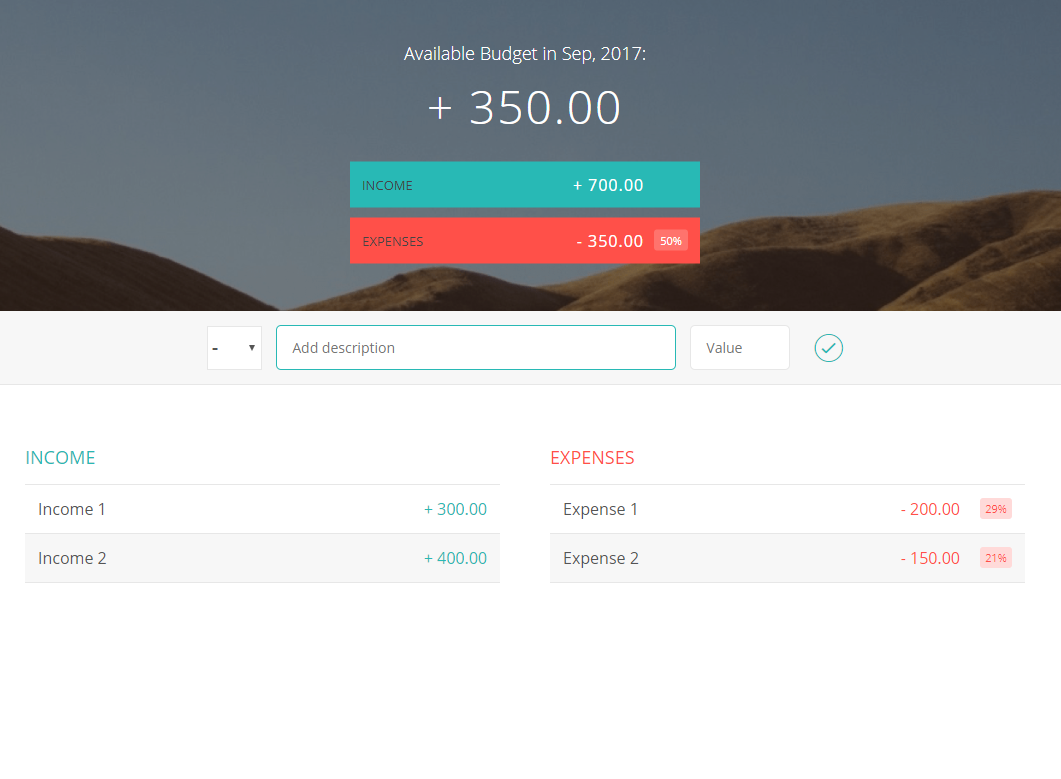 Available Budget in Sep, 2017:
+ 350.00
INCOME + 700.00
EXPENSES - 350.00 50%
- Add description Value
INCOME
Income 1 + 300.00
Income 2 + 400.00
EXPENSES
Expense 1 - 200.00 29%
Expense 2 - 150.00 21%